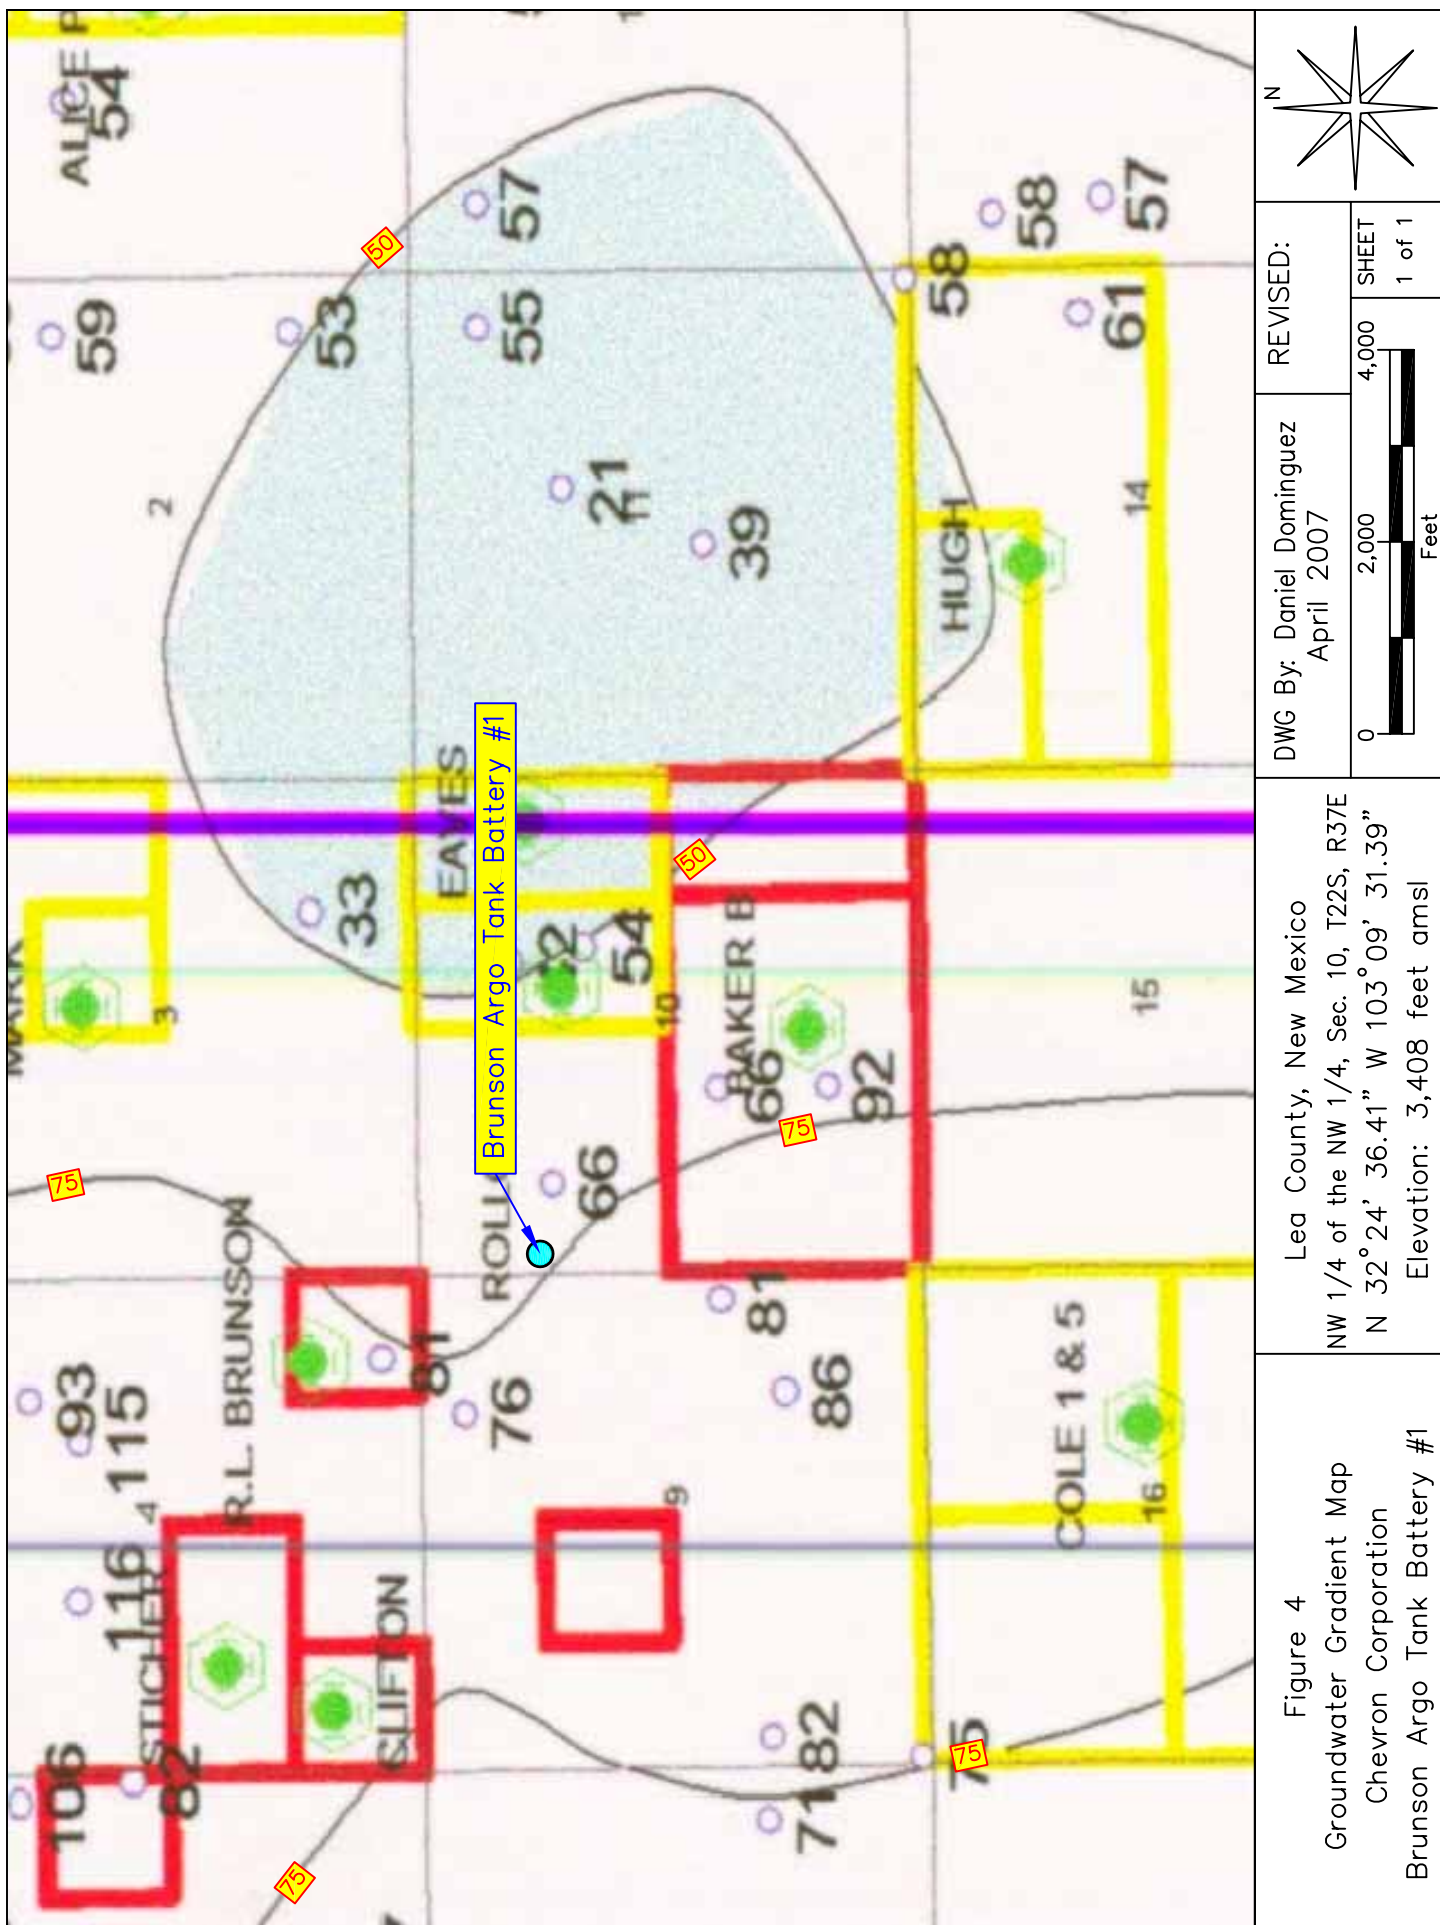 ALICE P
54
59
2
53
50
57
55
21
11
39
58
58
57
61
14
HUGH
MARK
3
33
EAVES
Brunson Argo Tank Battery #1
54
10
50
BAKER B
66
92
15
75
75
R.L. BRUNSON
81
66
76
81
86
93
115
4
116
STICHER
CLIFTON
106
82
9
COLE 1 & 5
16
82
71
75
75
75
Figure 4
Groundwater Gradient Map
Chevron Corporation
Brunson Argo Tank Battery #1
Lea County, New Mexico
NW 1/4 of the NW 1/4, Sec. 10, T22S, R37E
N 32° 24' 36.41" W 103° 09' 31.39"
Elevation: 3,408 feet amsl
DWG By: Daniel Dominguez
April 2007
REVISED:
0 2,000 4,000
Feet
SHEET
1 of 1
N